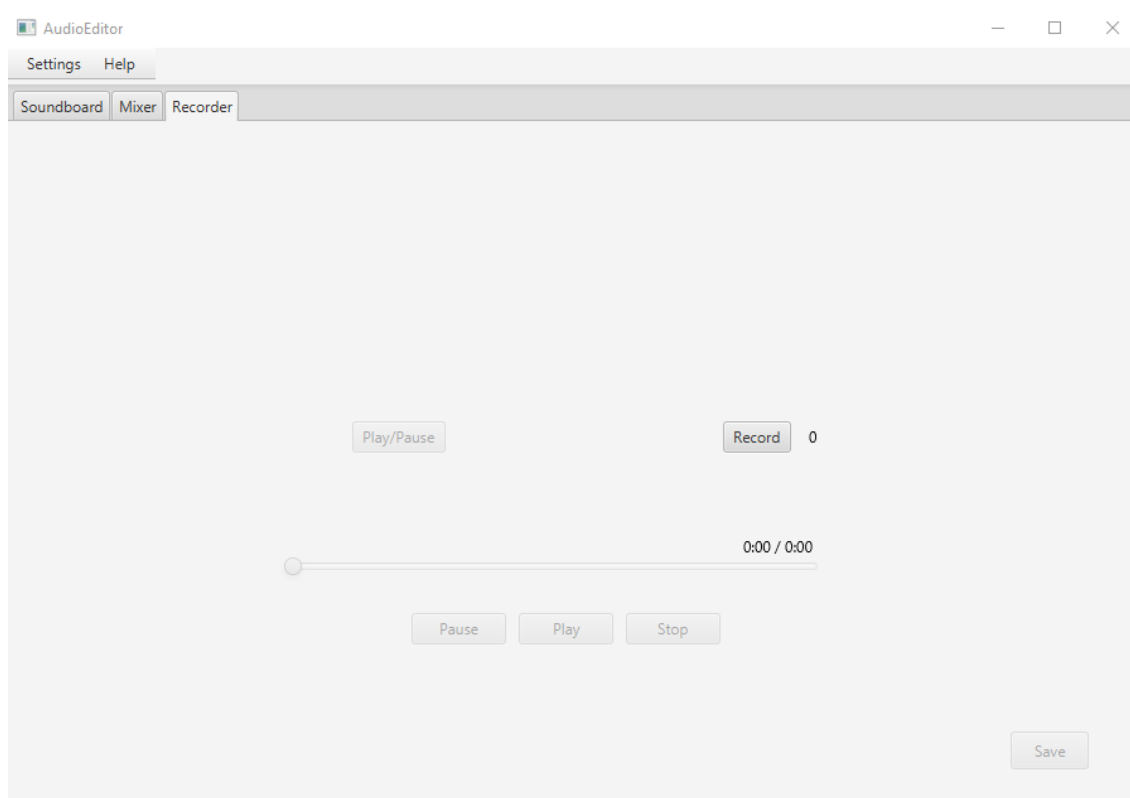 AudioEditor
Settings Help
Soundboard Mixer Recorder
Play/Pause Record 0
0:00 / 0:00
Pause Play Stop
Save